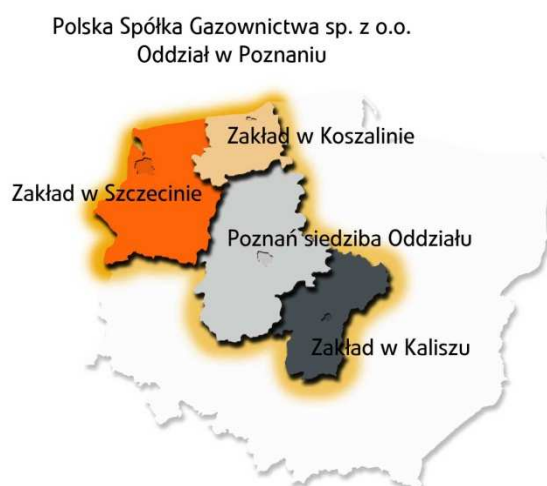 Polska Spółka Gazownictwa sp. z o.o.
Oddział w Poznaniu
Zakład w Koszalinie
Zakład w Szczecinie
Poznań siedziba Oddziału
Zakład w Kaliszu